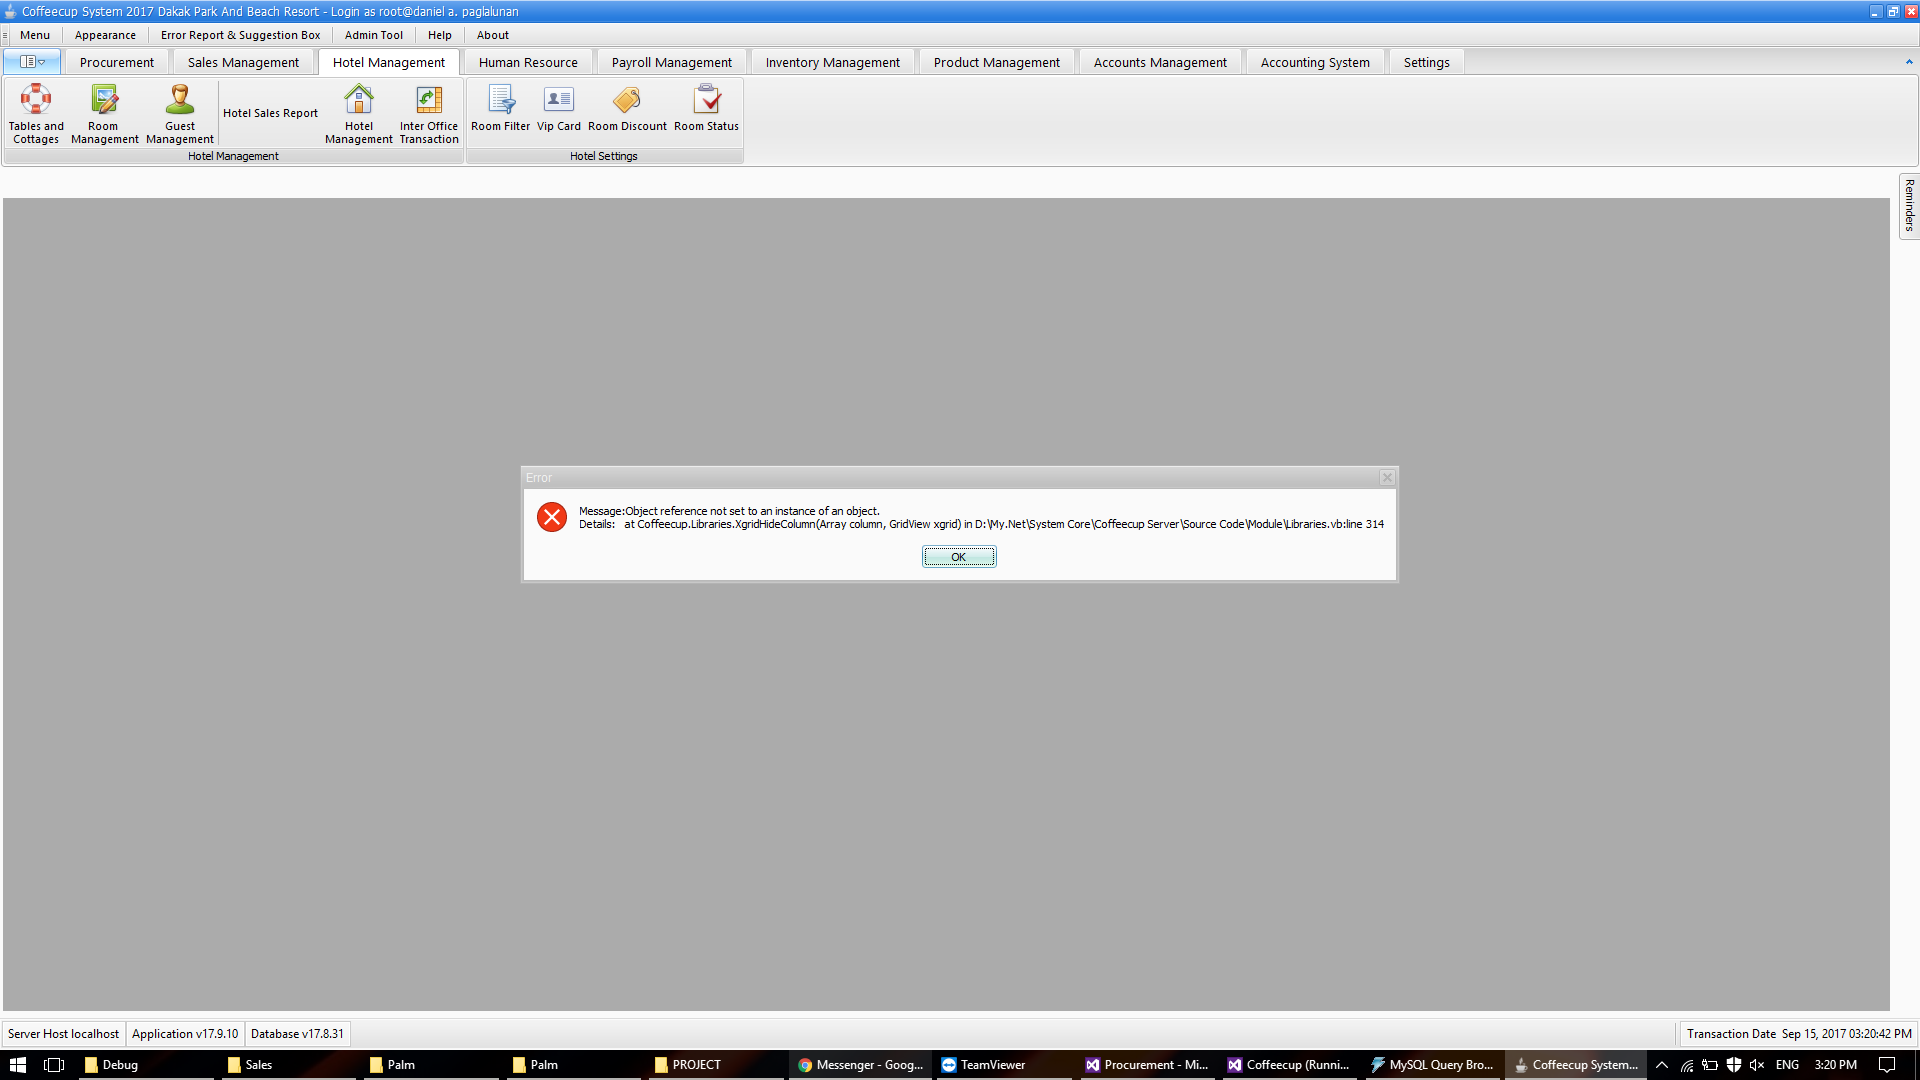 Coffeecup System 2017 Dakak Park And Beach Resort - Login as root@daniel a. paglalunan
Menu Appearance Error Report & Suggestion Box Admin Tool Help About
Procurement Sales Management Hotel Management Human Resource Payroll Management Inventory Management Product Management Accounts Management Accounting System Settings
Tables and Cottages
Room Management
Guest Management
Hotel Sales Report
Hotel Management
Inter Office Transaction
Room Filter
Vip Card
Room Discount
Room Status
Hotel Management
Hotel Settings
Reminders
Error
Message:Object reference not set to an instance of an object.
Details: at Coffeecup.Libraries.XgridHideColumn(Array column, GridView xgrid) in D:\My.Net\System Core\Coffeecup Server\Source Code\Module\Libraries.vb:line 314
OK
Server Host localhost Application v17.9.10 Database v17.8.31 Transaction Date Sep 15, 2017 03:20:42 PM
Debug Sales Palm Palm PROJECT Messenger - Goog... TeamViewer Procurement - Mi... Coffeecup (Runni... MySQL Query Bro... Coffeecup System... ENG 3:20 PM